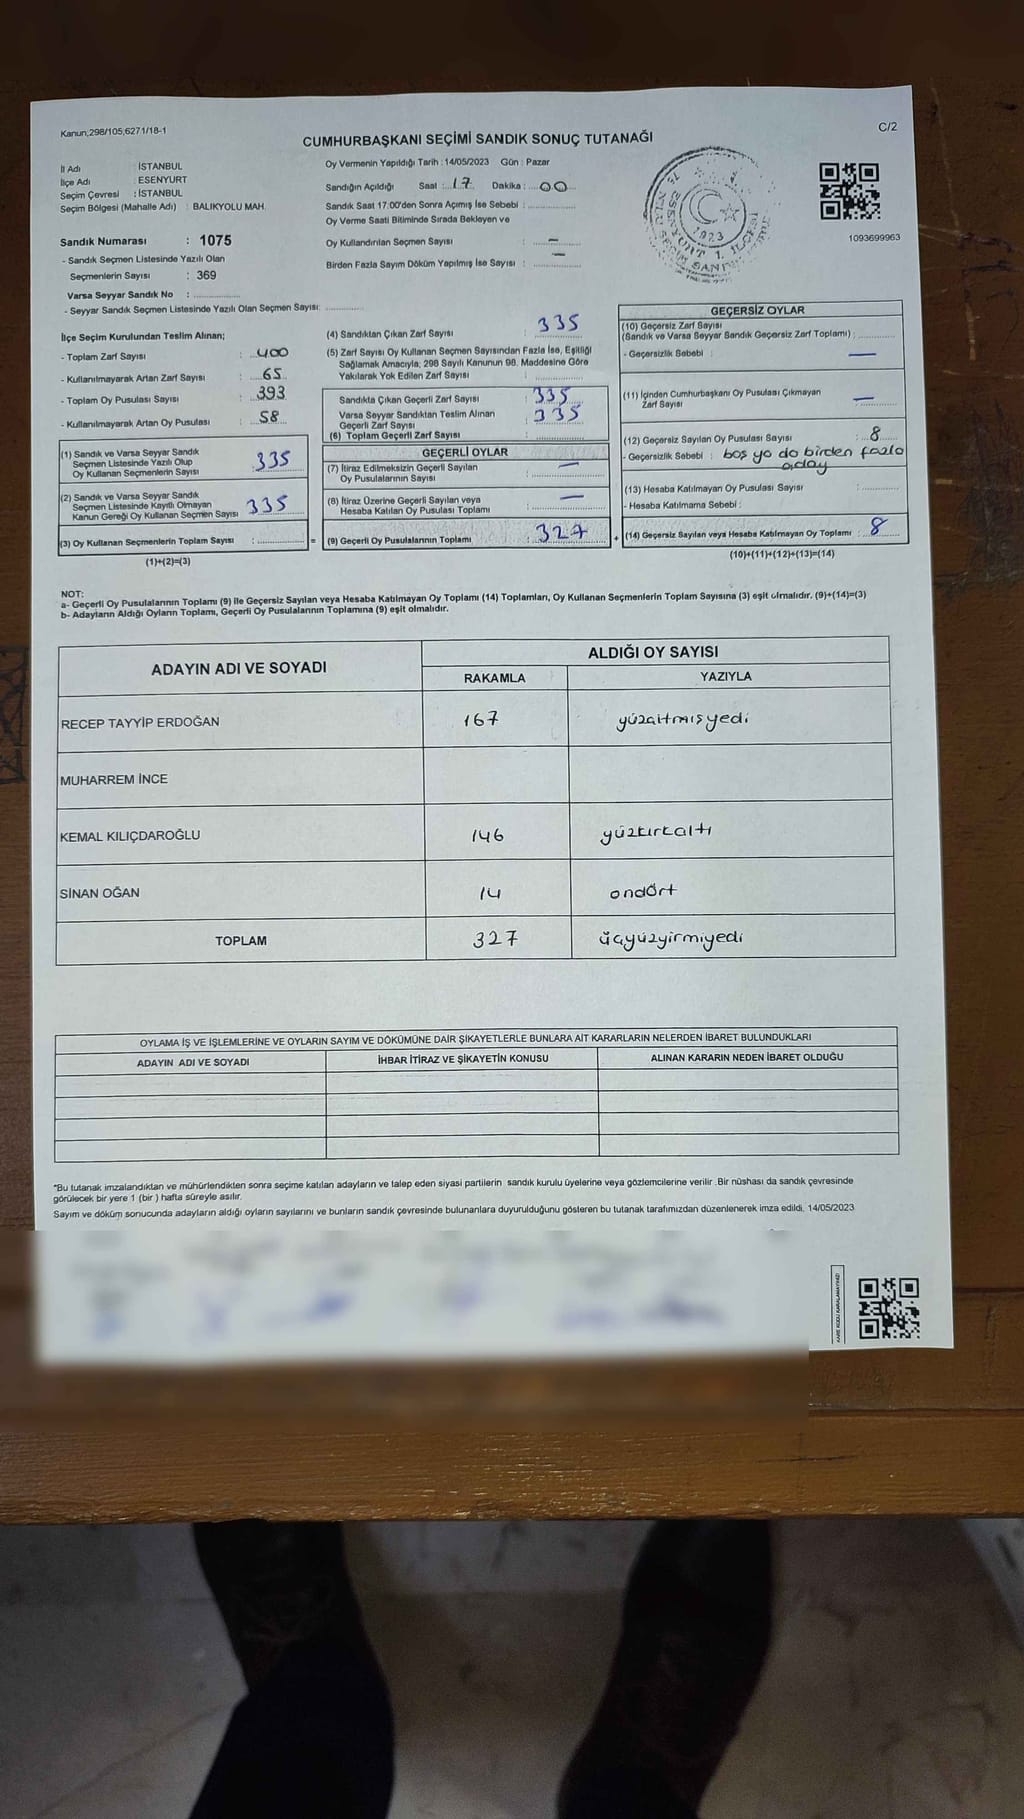 Kanun,298/105,6271/18-1
C/2
CUMHURBAŞKANI SEÇİMİ SANDIK SONUÇ TUTANAĞI
İl Adı : İSTANBUL
İlçe Adı : ESENYURT
Seçim Çevresi : İSTANBUL
Seçim Bölgesi (Mahalle Adı) : BALIKYOLU MAH.
Sandık Numarası : 1075
- Sandık Seçmen Listesinde Yazılı Olan
Seçmenlerin Sayısı : 369
Varsa Seyyar Sandık No :
- Seyyar Sandık Seçmen Listesinde Yazılı Olan Seçmen Sayısı:
Oy Vermenin Yapıldığı Tarih : 14/05/2023 Gün : Pazar
Sandığın Açıldığı Saat : 17 Dakika : 00
Sandık Saat 17:00'den Sonra Açımış İse Sebebi :
Oy Verme Saati Bitiminde Sırada Bekleyen ve
Oy Kullandırılan Seçmen Sayısı : —
Birden Fazla Sayım Döküm Yapılmış İse Sayısı : —
1923
1093699963
İlçe Seçim Kurulundan Teslim Alınan;
- Toplam Zarf Sayısı : 400
- Kullanılmayarak Artan Zarf Sayısı : 65
- Toplam Oy Pusulası Sayısı : 393
- Kullanılmayarak Artan Oy Pusulası : 58
(1) Sandık ve Varsa Seyyar Sandık
Seçmen Listesinde Yazılı Olup
Oy Kullanan Seçmenlerin Sayısı 335
(2) Sandık ve Varsa Seyyar Sandık
Seçmen Listesinde Kayıtlı Olmayan
Kanun Gereği Oy Kullanan Seçmen Sayısı 335
(3) Oy Kullanan Seçmenlerin Toplam Sayısı :
(1)+(2)=(3)
(4) Sandıktan Çıkan Zarf Sayısı : 335
(5) Zarf Sayısı Oy Kullanan Seçmen Sayısından Fazla İse, Eşitliği
Sağlamak Amacıyla, 298 Sayılı Kanunun 98. Maddesine Göre
Yakılarak Yok Edilen Zarf Sayısı :
Sandıkta Çıkan Geçerli Zarf Sayısı : 335
Varsa Seyyar Sandıktan Teslim Alınan
Geçerli Zarf Sayısı : 335
(6) Toplam Geçerli Zarf Sayısı :
GEÇERLİ OYLAR
(7) İtiraz Edilmeksizin Geçerli Sayılan
Oy Pusulalarının Sayısı : —
(8) İtiraz Üzerine Geçerli Sayılan veya
Hesaba Katılan Oy Pusulası Toplamı : —
= (9) Geçerli Oy Pusulalarının Toplamı : 327
GEÇERSİZ OYLAR
(10) Geçersiz Zarf Sayısı
(Sandık ve Varsa Seyyar Sandık Geçersiz Zarf Toplamı) :
- Geçersizlik Sebebi : —
(11) İçinden Cumhurbaşkanı Oy Pusulası Çıkmayan
Zarf Sayısı : —
(12) Geçersiz Sayılan Oy Pusulası Sayısı : 8
- Geçersizlik Sebebi : boş ya da birden fazla
aday
(13) Hesaba Katılmayan Oy Pusulası Sayısı :
- Hesaba Katılmama Sebebi :
+ (14) Geçersiz Sayılan veya Hesaba Katılmayan Oy Toplamı : 8
(10)+(11)+(12)+(13)=(14)
NOT:
a- Geçerli Oy Pusulalarının Toplamı (9) ile Geçersiz Sayılan veya Hesaba Katılmayan Oy Toplamı (14) Toplamları, Oy Kullanan Seçmenlerin Toplam Sayısına (3) eşit olmalıdır. (9)+(14)=(3)
b- Adayların Aldığı Oyların Toplamı, Geçerli Oy Pusulalarının Toplamına (9) eşit olmalıdır.
ADAYIN ADI VE SOYADI
ALDIĞI OY SAYISI
RAKAMLA YAZIYLA
RECEP TAYYİP ERDOĞAN 167 yüzaltmışyedi
MUHARREM İNCE
KEMAL KILIÇDAROĞLU 146 yüzkırkaltı
SİNAN OĞAN 14 ondört
TOPLAM 327 üçyüzyirmiyedi
OYLAMA İŞ VE İŞLEMLERİNE VE OYLARIN SAYIM VE DÖKÜMÜNE DAİR ŞİKAYETLERLE BUNLARA AİT KARARLARIN NELERDEN İBARET BULUNDUKLARI
ADAYIN ADI VE SOYADI İHBAR İTİRAZ VE ŞİKAYETİN KONUSU ALINAN KARARIN NEDEN İBARET OLDUĞU
"Bu tutanak imzalandıktan ve mühürlendikten sonra seçime katılan adayların ve talep eden siyasi partilerin sandık kurulu üyelerine veya gözlemcilerine verilir .Bir nüshası da sandık çevresinde
görülecek bir yere 1 (bir ) hafta süreyle asılır.
Sayım ve döküm sonucunda adayların aldığı oyların sayılarını ve bunların sandık çevresinde bulunanlara duyurulduğunu gösteren bu tutanak tarafımızdan düzenlenerek imza edildi. 14/05/2023
KARE KODU KARALAMAYINIZ!